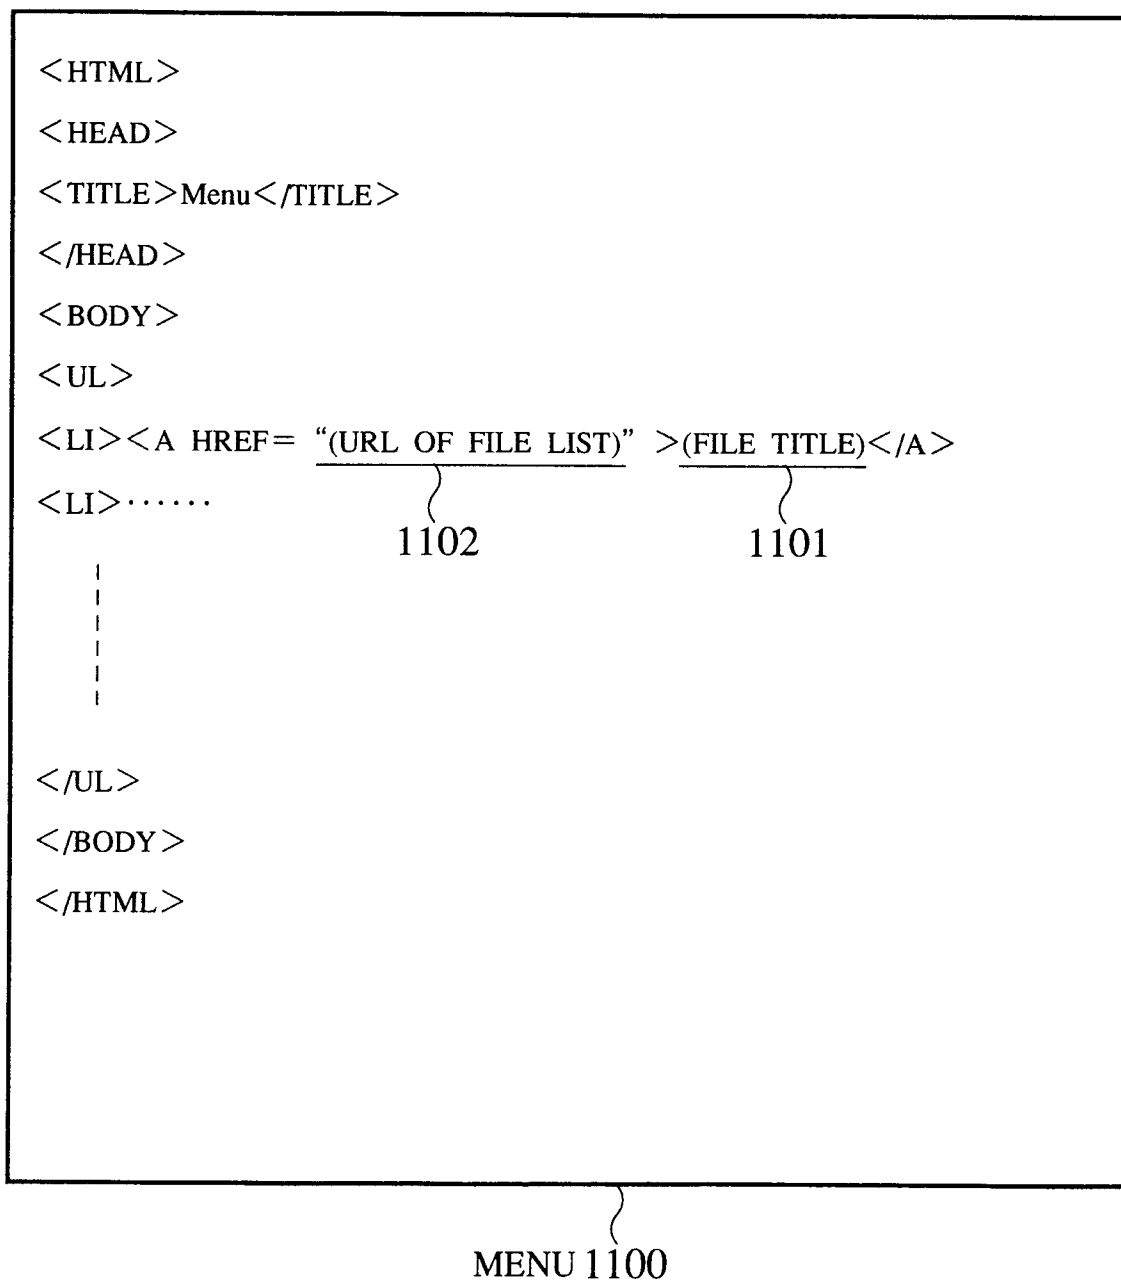 <HTML>
<HEAD>
<TITLE>Menu</TITLE>
</HEAD>
<BODY>
<UL>
<LI><A HREF= “(URL OF FILE LIST)” >(FILE TITLE)</A>
<LI>······
1102 1101
</UL>
</BODY>
</HTML>
MENU 1100